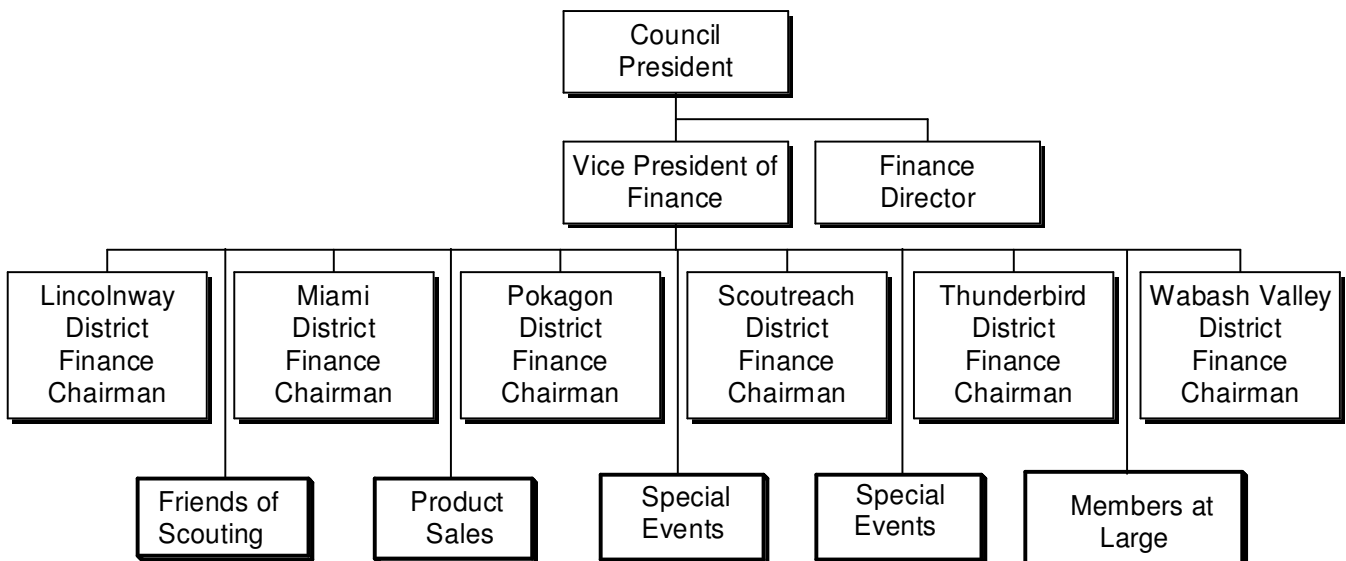 Council
President
Vice President of
Finance
Finance
Director
Lincolnway
District
Finance
Chairman
Miami
District
Finance
Chairman
Pokagon
District
Finance
Chairman
Scoutreach
District
Finance
Chairman
Thunderbird
District
Finance
Chairman
Wabash Valley
District
Finance
Chairman
Friends of
Scouting
Product
Sales
Special
Events
Special
Events
Members at
Large